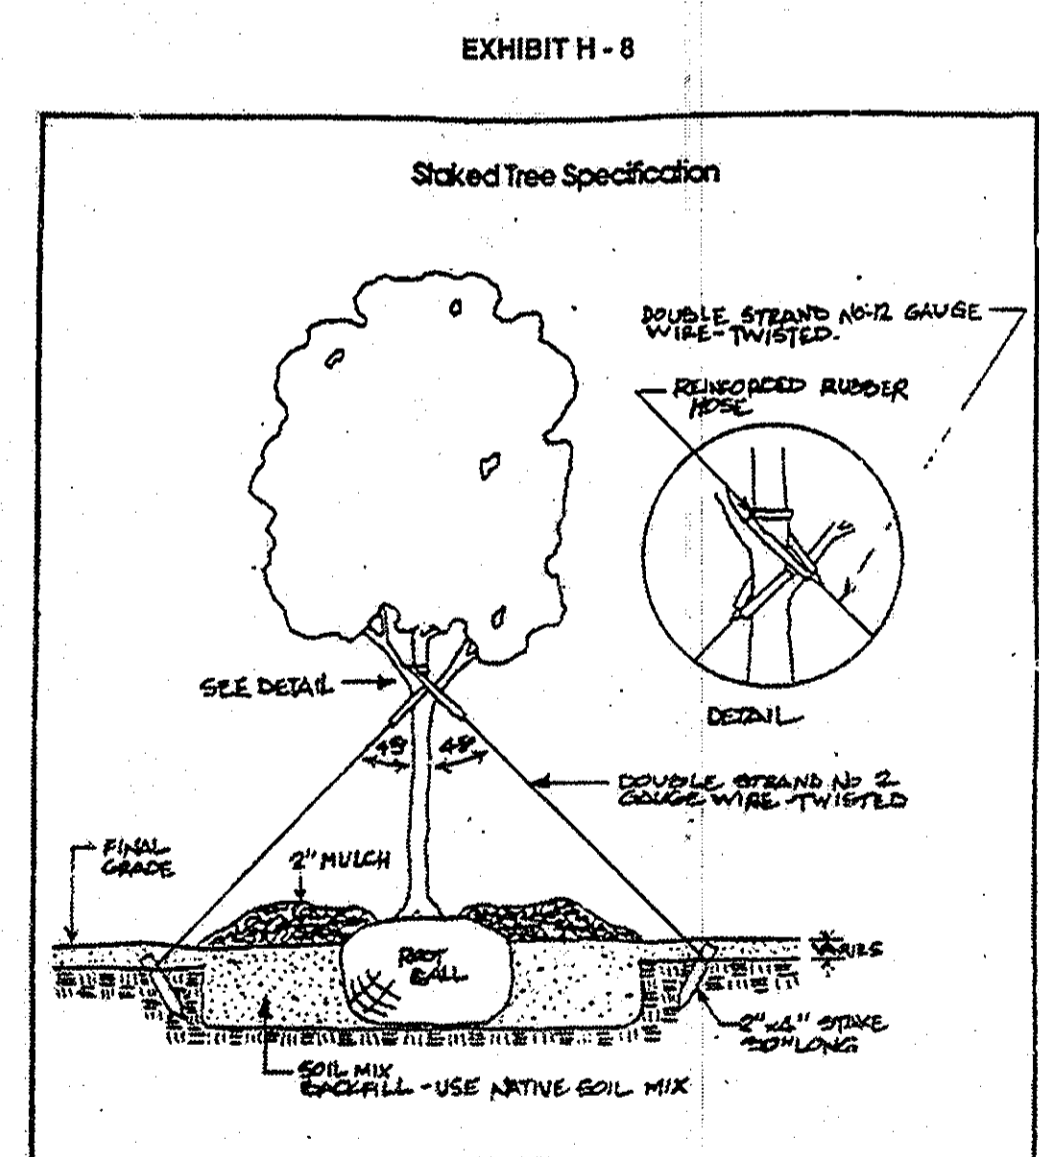 EXHIBIT H - 8
Staked Tree Specification
DOUBLE STRAND NO-12 GAUGE
WIRE-TWISTED.
REINFORCED RUBBER
HOSE
SEE DETAIL
DETAIL
45°
DOUBLE STRAND NO 2
GAUGE WIRE-TWISTED
FINAL
GRADE
2" MULCH
ROOT
BALL
VARIES
2"x4" STAKE
LONG
SOIL MIX
BACKFILL - USE NATIVE SOIL MIX